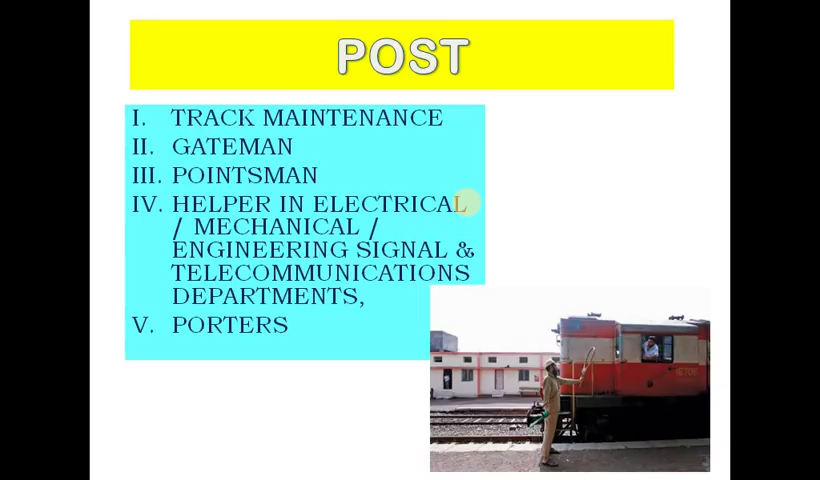 POST
I. TRACK MAINTENANCE
II. GATEMAN
III. POINTSMAN
IV. HELPER IN ELECTRICAL
/ MECHANICAL /
ENGINEERING SIGNAL &
TELECOMMUNICATIONS
DEPARTMENTS,
V. PORTERS